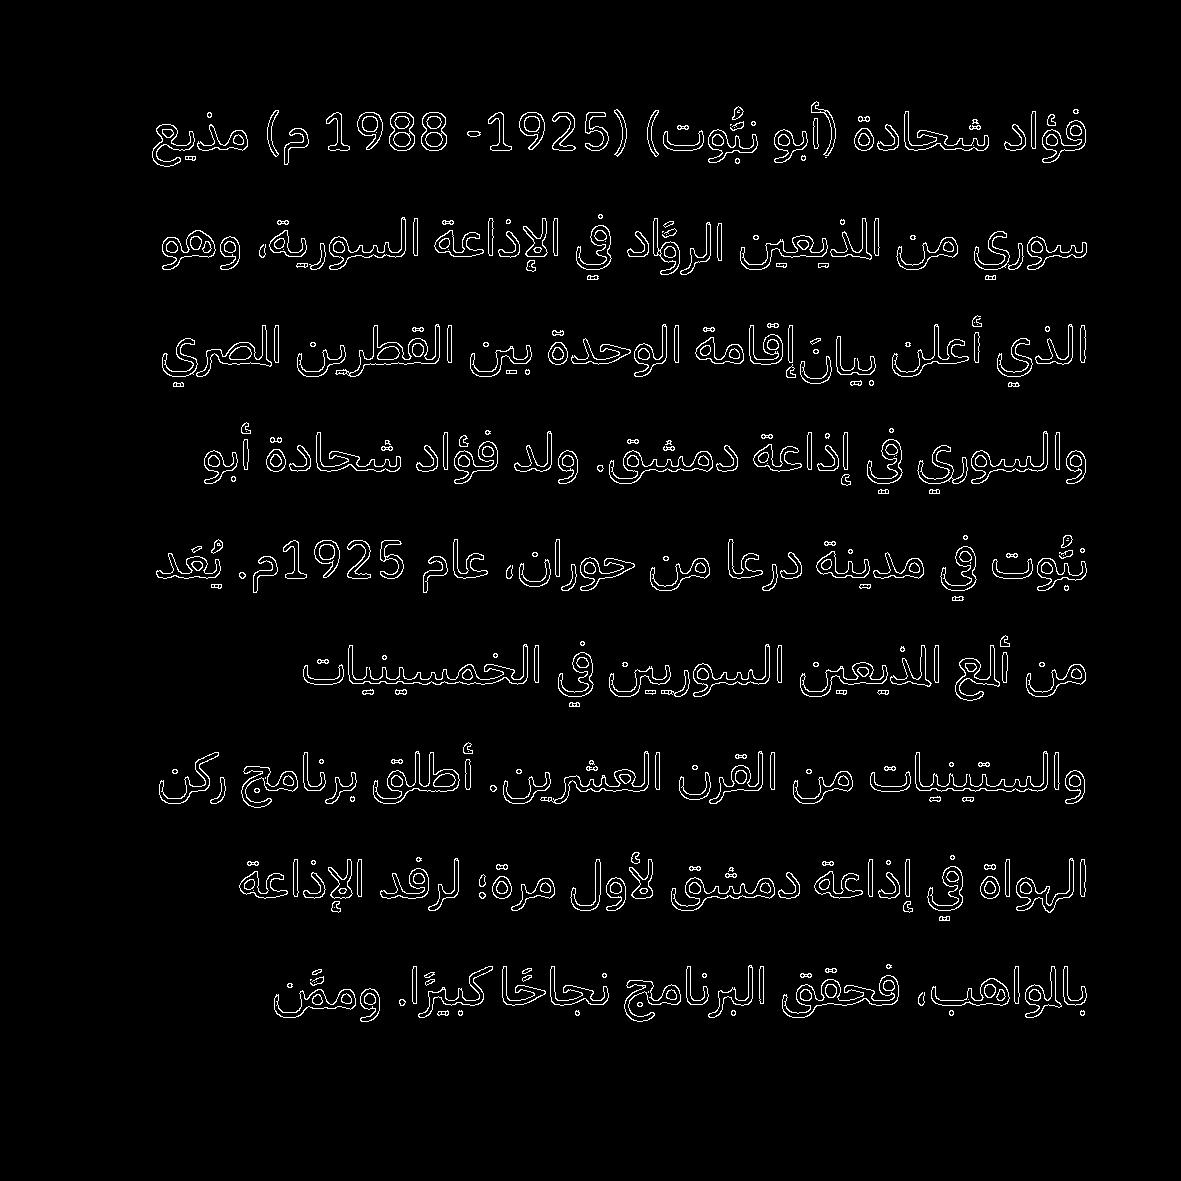 فؤاد شحادة (أبو نبُّوت) (1925- 1988 م) مذيع
سوري من المذيعين الروَّاد في الإذاعة السورية، وهو
الذي أعلن بيانَ إقامة الوحدة بين القطرين المصري
والسوري في إذاعة دمشق. ولد فؤاد شحادة أبو
نبُّوت في مدينة درعا من حوران، عام 1925م. يُعَد
من ألمع المذيعين السوريين في الخمسينيات
والستينيات من القرن العشرين. أطلق برنامج ركن
الهواة في إذاعة دمشق لأول مرة؛ لرفد الإذاعة
بالمواهب، فحقق البرنامج نجاحًا كبيرًا. وممَّن